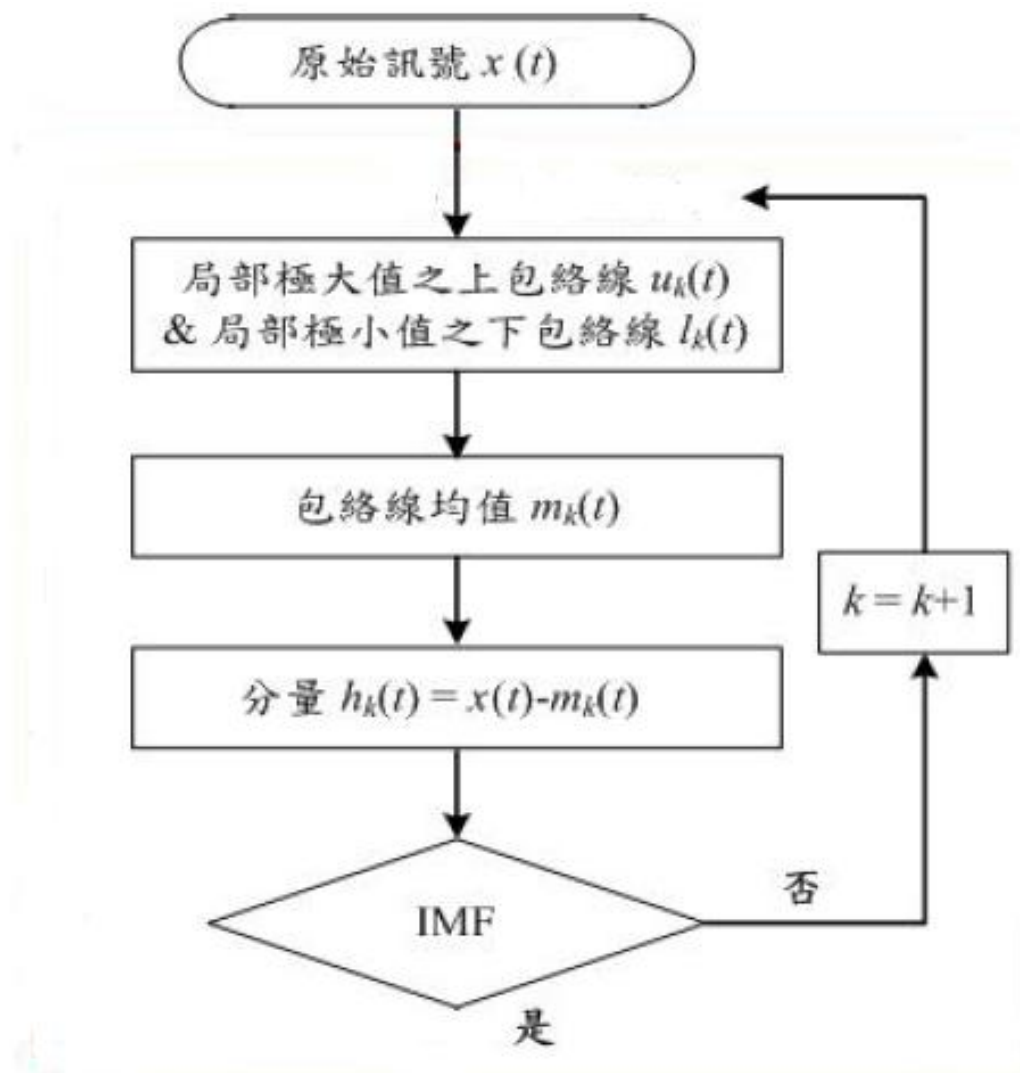 原始訊號 x (t)
局部極大值之上包絡線 uk(t)
& 局部極小值之下包絡線 lk(t)
包絡線均值 mk(t)
k = k+1
分量 hk(t) = x(t)-mk(t)
IMF
否
是